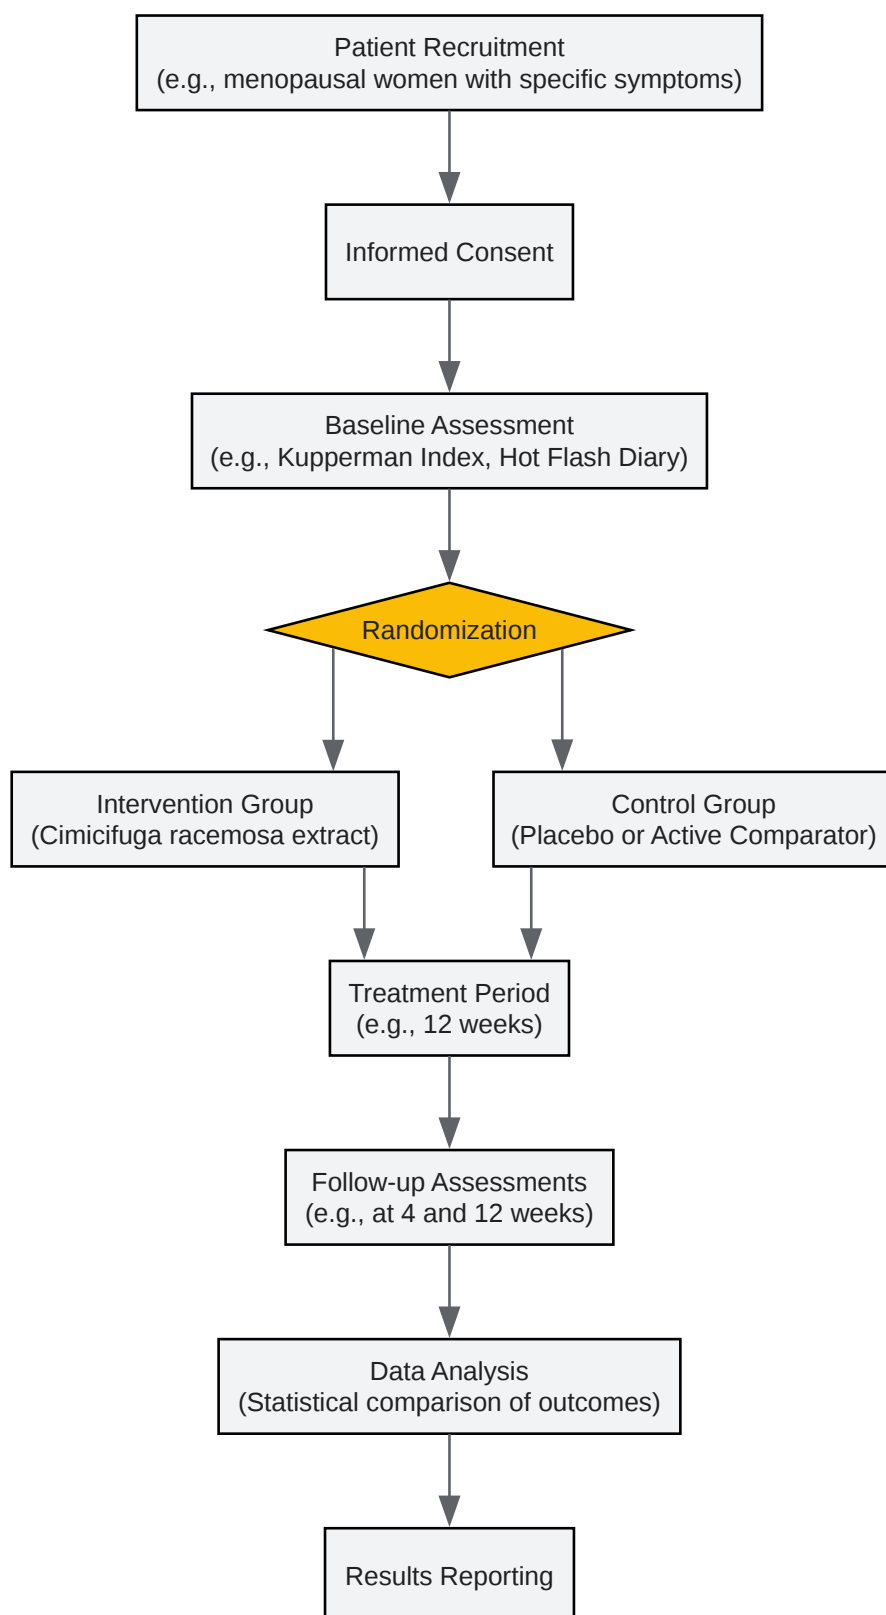 Patient Recruitment
(e.g., menopausal women with specific symptoms)
Informed Consent
Baseline Assessment
(e.g., Kupperman Index, Hot Flash Diary)
Randomization
Intervention Group
(Cimicifuga racemosa extract)
Control Group
(Placebo or Active Comparator)
Treatment Period
(e.g., 12 weeks)
Follow-up Assessments
(e.g., at 4 and 12 weeks)
Data Analysis
(Statistical comparison of outcomes)
Results Reporting